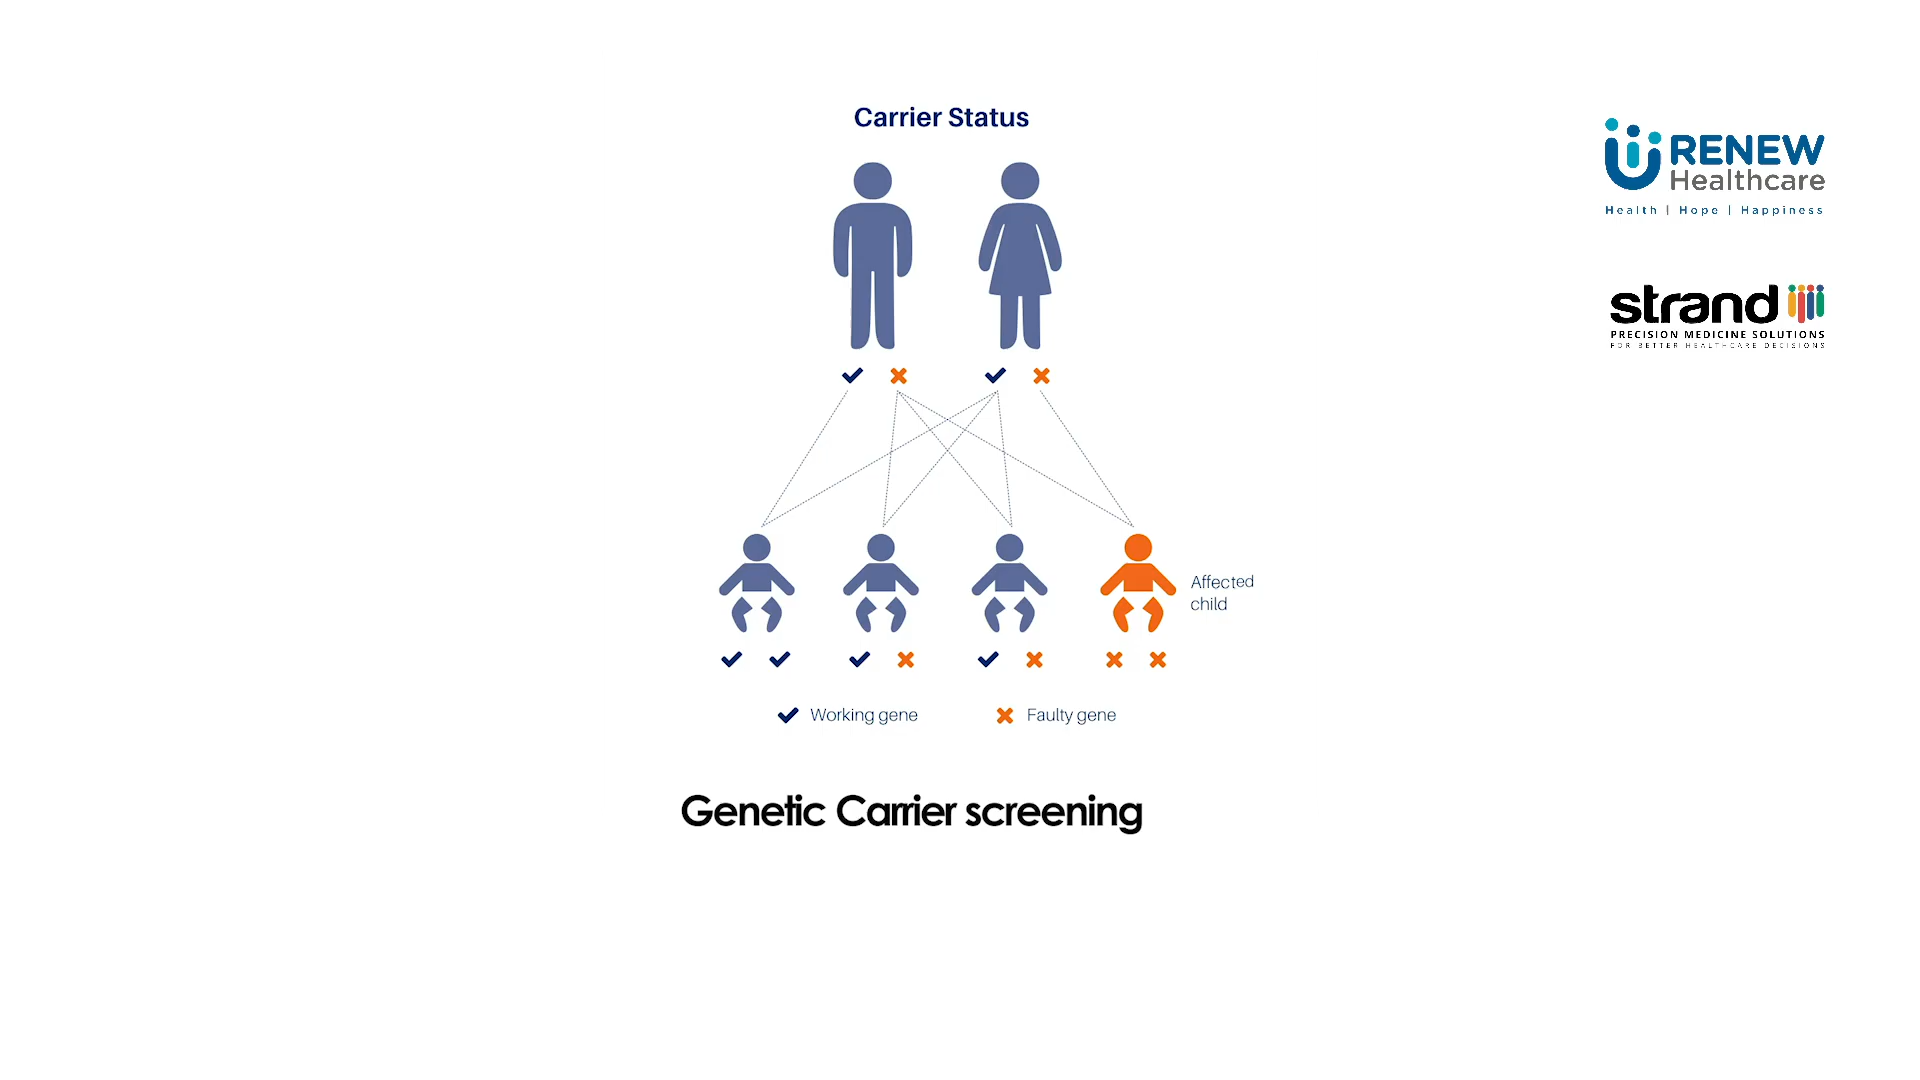 Carrier Status
RENEW
Healthcare
Health | Hope | Happiness
strand
PRECISION MEDICINE SOLUTIONS
FOR BETTER HEALTHCARE DECISIONS
Affected
child
Working gene
Faulty gene
Genetic Carrier screening